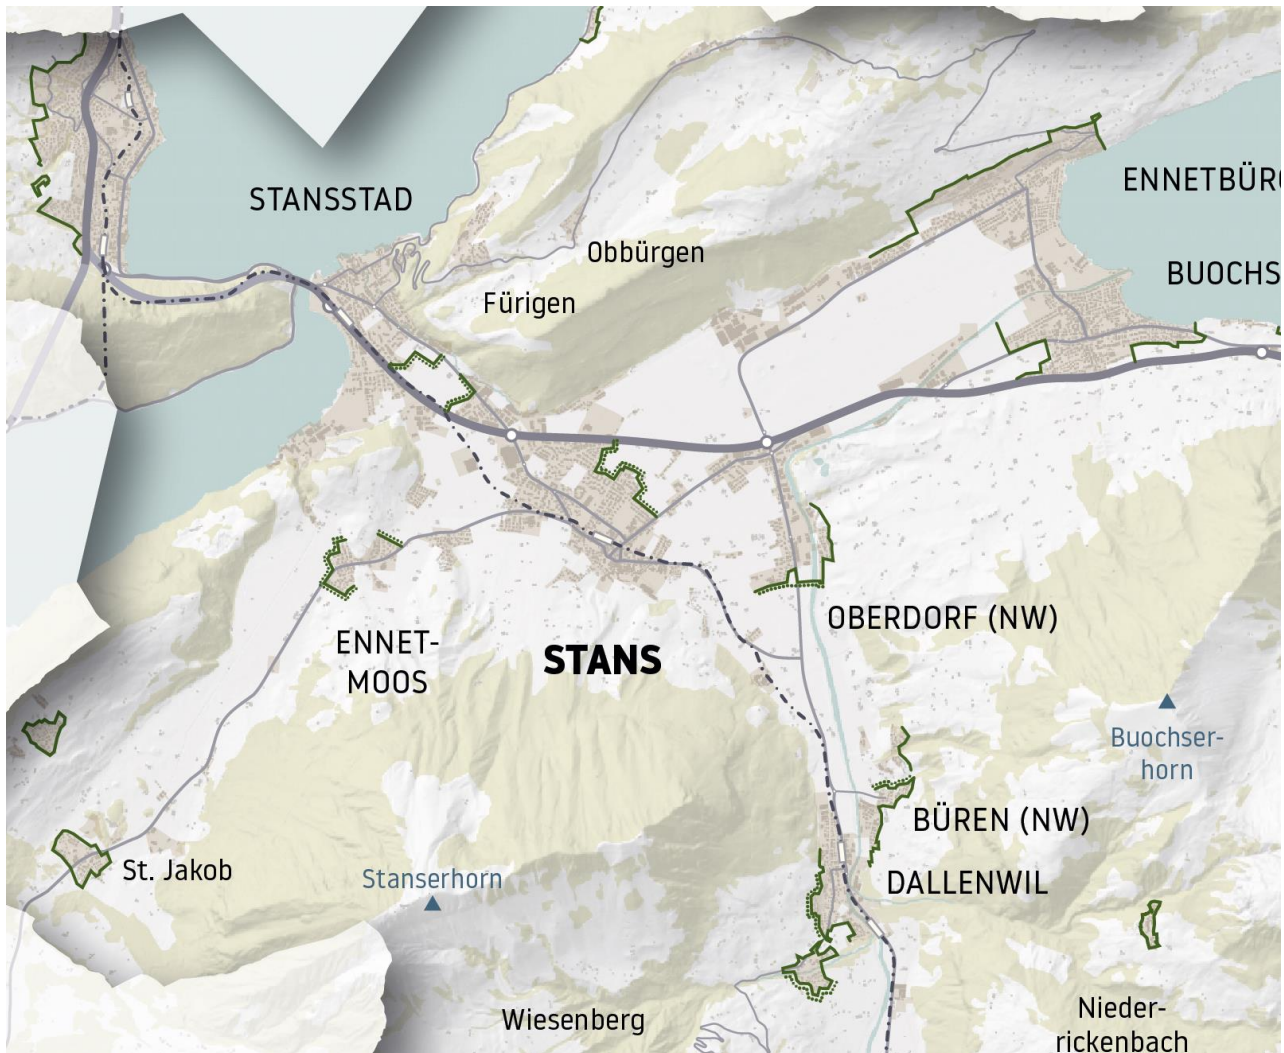 ENNETBÜRG
STANSSTAD
Obbürgen
BUOCHS
Fürigen
OBERDORF (NW)
ENNET-
MOOS
STANS
Buochser-
horn
BÜREN (NW)
St. Jakob
Stanserhorn
DALLENWIL
Wiesenberg
Nieder-
rickenbach